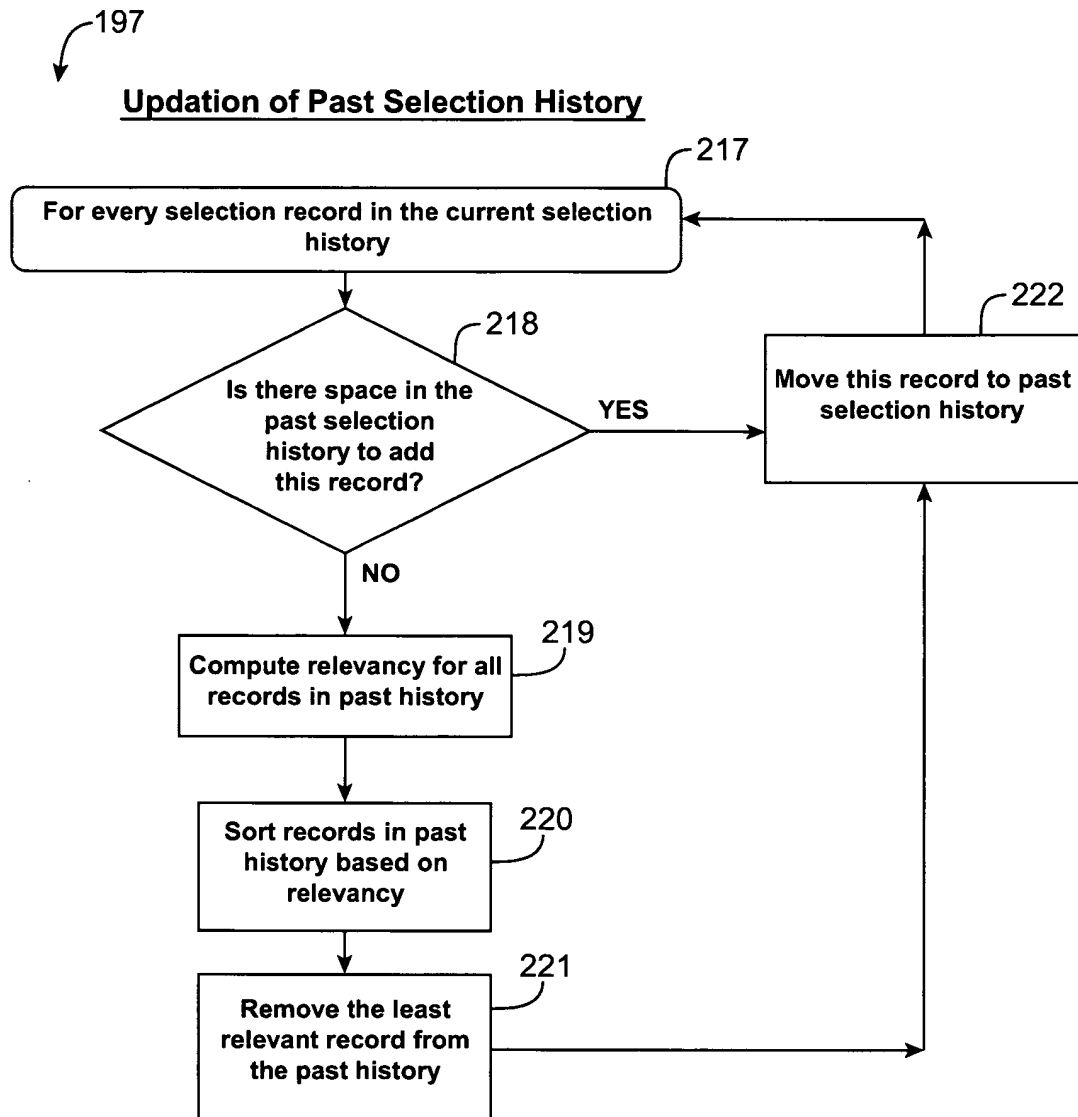 197
Updation of Past Selection History
217
For every selection record in the current selection
history
218
Is there space in the
past selection
history to add
this record?
YES
222
Move this record to past
selection history
NO
219
Compute relevancy for all
records in past history
220
Sort records in past
history based on
relevancy
221
Remove the least
relevant record from
the past history